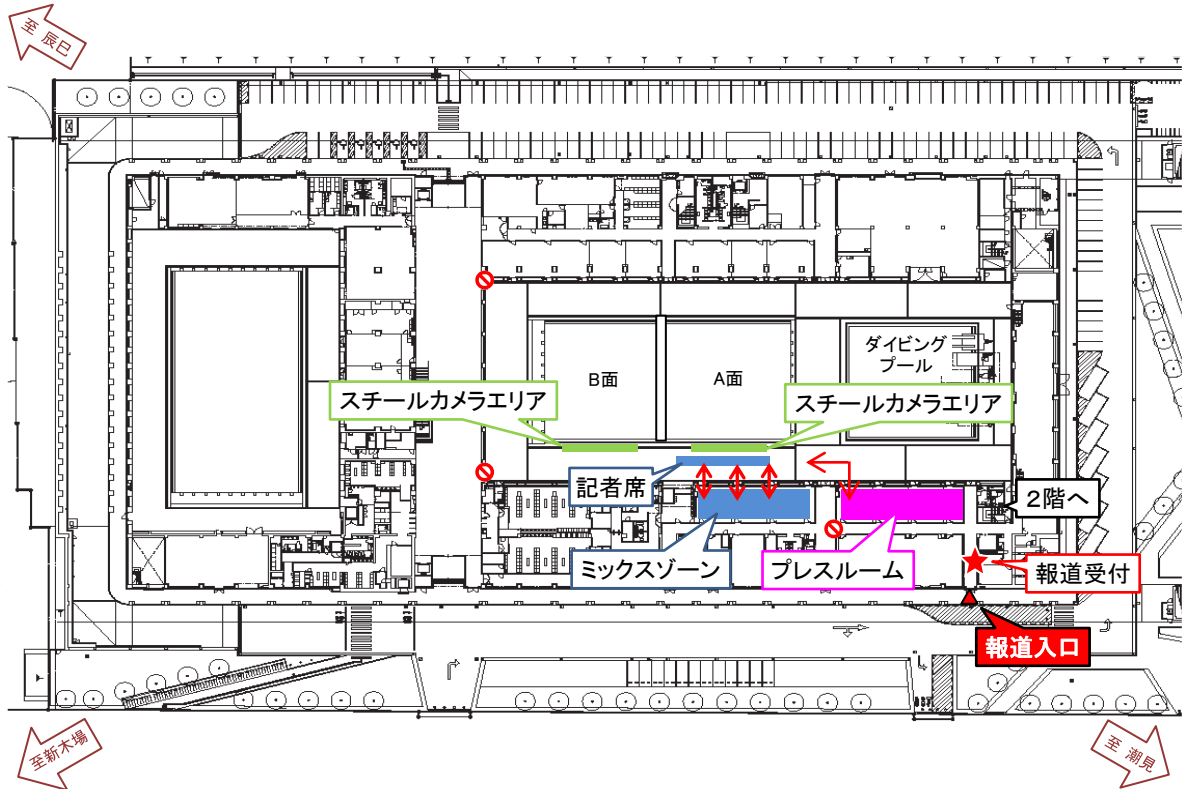 至 辰巳
ダイビング
プール
B面
A面
スチールカメラエリア
スチールカメラエリア
記者席
2階へ
ミックスゾーン
プレスルーム
報道受付
報道入口
至新木場
至 潮見